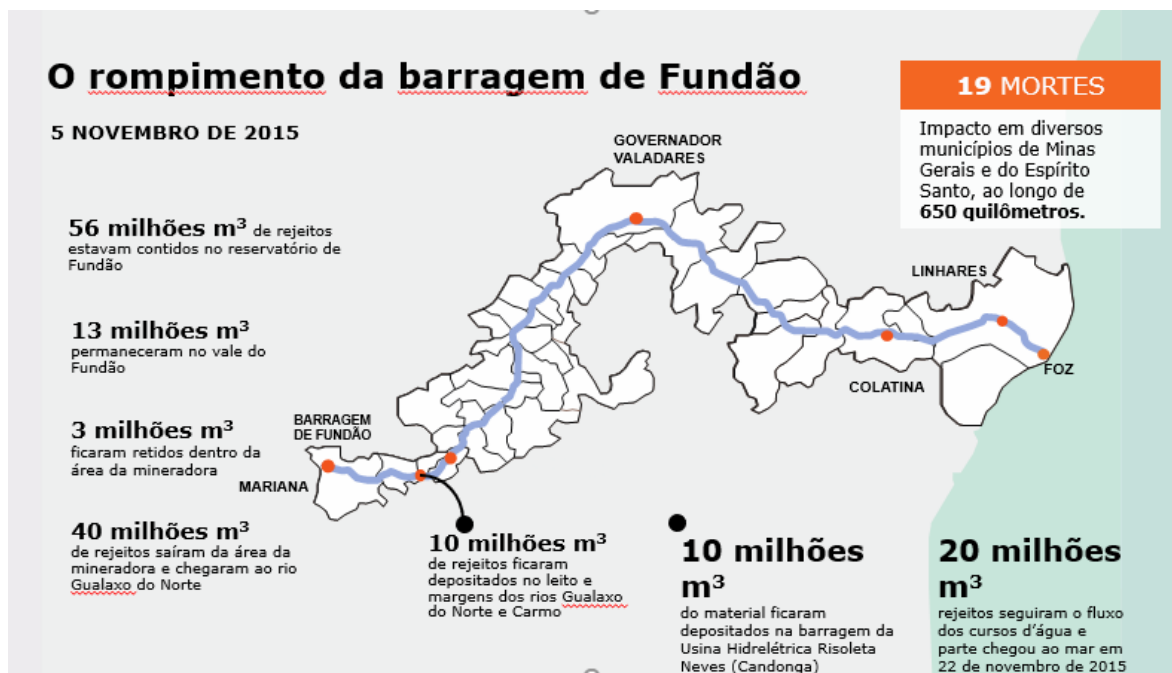 O rompimento da barragem de Fundão
5 NOVEMBRO DE 2015
19 MORTES
Impacto em diversos
municípios de Minas
Gerais e do Espírito
Santo, ao longo de
650 quilômetros.
GOVERNADOR
VALADARES
56 milhões m³ de rejeitos
estavam contidos no reservatório de
Fundão
LINHARES
13 milhões m³
permaneceram no vale do
Fundão
FOZ
COLATINA
BARRAGEM
DE FUNDÃO
3 milhões m³
ficaram retidos dentro da
área da mineradora
MARIANA
40 milhões m³
de rejeitos saíram da área da
mineradora e chegaram ao rio
Gualaxo do Norte
10 milhões m³
de rejeitos ficaram
depositados no leito e
margens dos rios Gualaxo
do Norte e Carmo
10 milhões
m³
do material ficaram
depositados na barragem da
Usina Hidrelétrica Risoleta
Neves (Candonga)
20 milhões
m³
rejeitos seguiram o fluxo
dos cursos d’água e
parte chegou ao mar em
22 de novembro de 2015